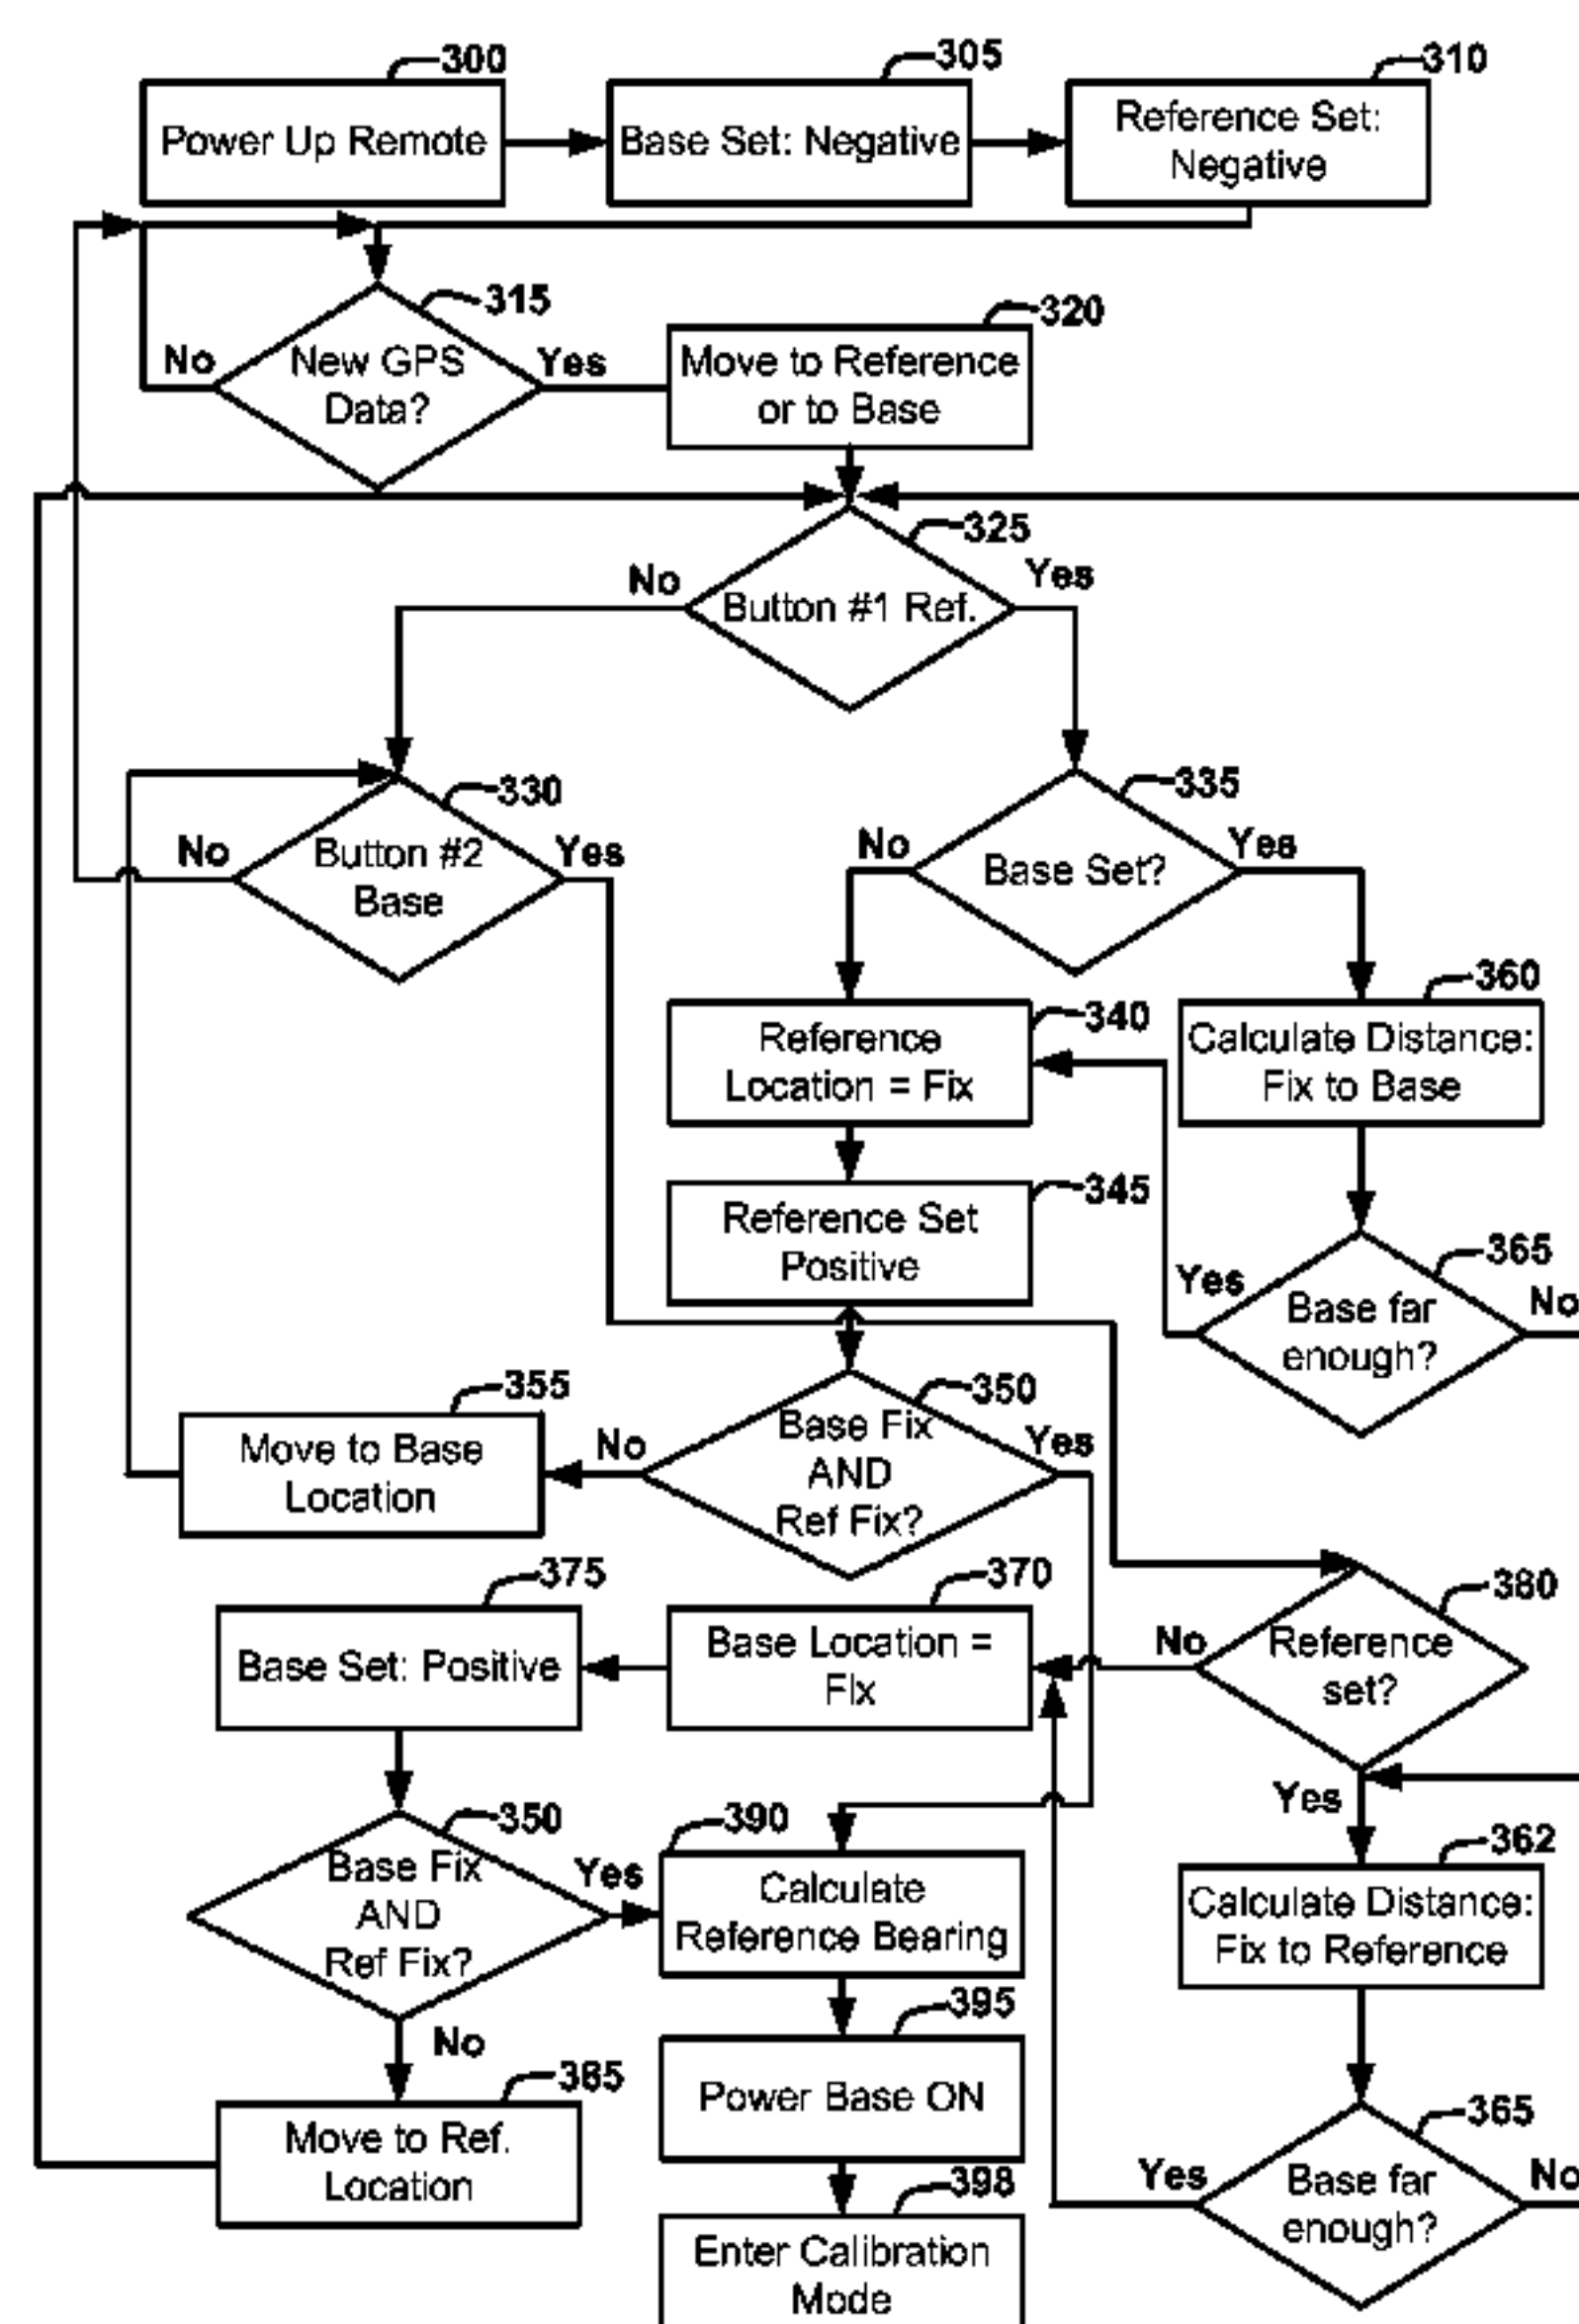 300
305
310
Power Up Remote
Base Set: Negative
Reference Set:
Negative
315
320
No
New GPS
Data?
Yes
Move to Reference
or to Base
325
No
Button #1 Ref.
Yes
330
335
No
Button #2
Base
Yes
No
Base Set?
Yes
340
360
Reference
Location = Fix
Calculate Distance:
Fix to Base
345
Reference Set
Positive
365
Yes
Base far
enough?
No
355
350
Move to Base
Location
No
Base Fix
AND
Ref Fix?
Yes
375
370
380
Base Set: Positive
Base Location =
Fix
No
Reference
set?
Yes
350
390
362
Base Fix
AND
Ref Fix?
Yes
Calculate
Reference Bearing
Calculate Distance:
Fix to Reference
No
395
385
Power Base ON
365
Move to Ref.
Location
398
Yes
Base far
enough?
No
Enter Calibration
Mode